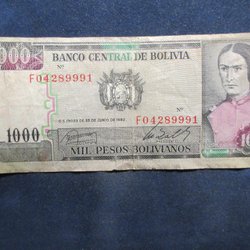 1000
BANCO CENTRAL DE BOLIVIA
Nº
Nº
F04289991
F04289991
1000
MIL PESOS BOLIVIANOS